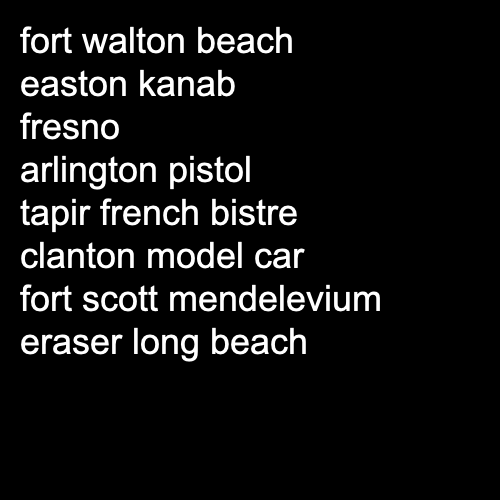 fort walton beach
easton kanab
fresno
arlington pistol
tapir french bistre
clanton model car
fort scott mendelevium
eraser long beach